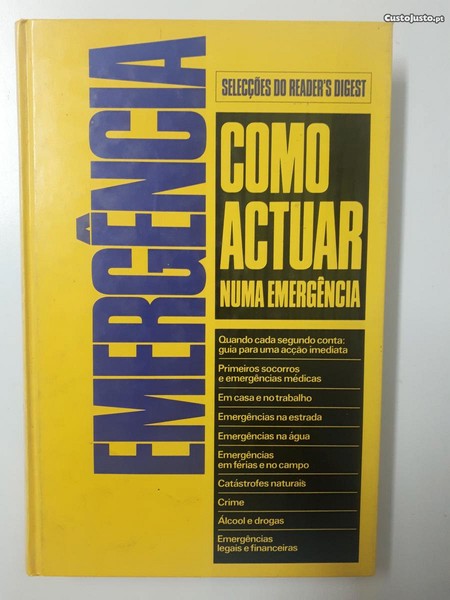 CustoJusto.pt
EMERGÊNCIA
SELECÇÕES DO READER'S DIGEST
COMO
ACTUAR
NUMA EMERGÊNCIA
Quando cada segundo conta:
guia para uma acção imediata
Primeiros socorros
e emergências médicas
Em casa e no trabalho
Emergências na estrada
Emergências na água
Emergências
em férias e no campo
Catástrofes naturais
Crime
Álcool e drogas
Emergências
legais e financeiras